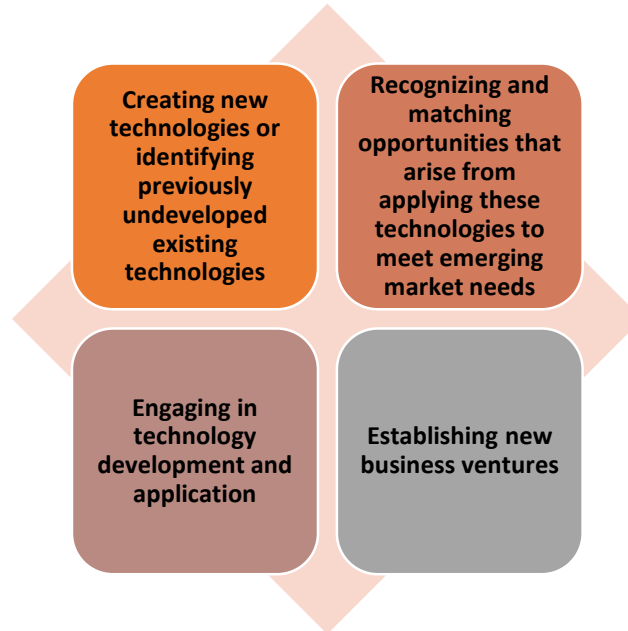 Creating new
technologies or
identifying
previously
undeveloped
existing
technologies
Recognizing and
matching
opportunities that
arise from
applying these
technologies to
meet emerging
market needs
Engaging in
technology
development and
application
Establishing new
business ventures